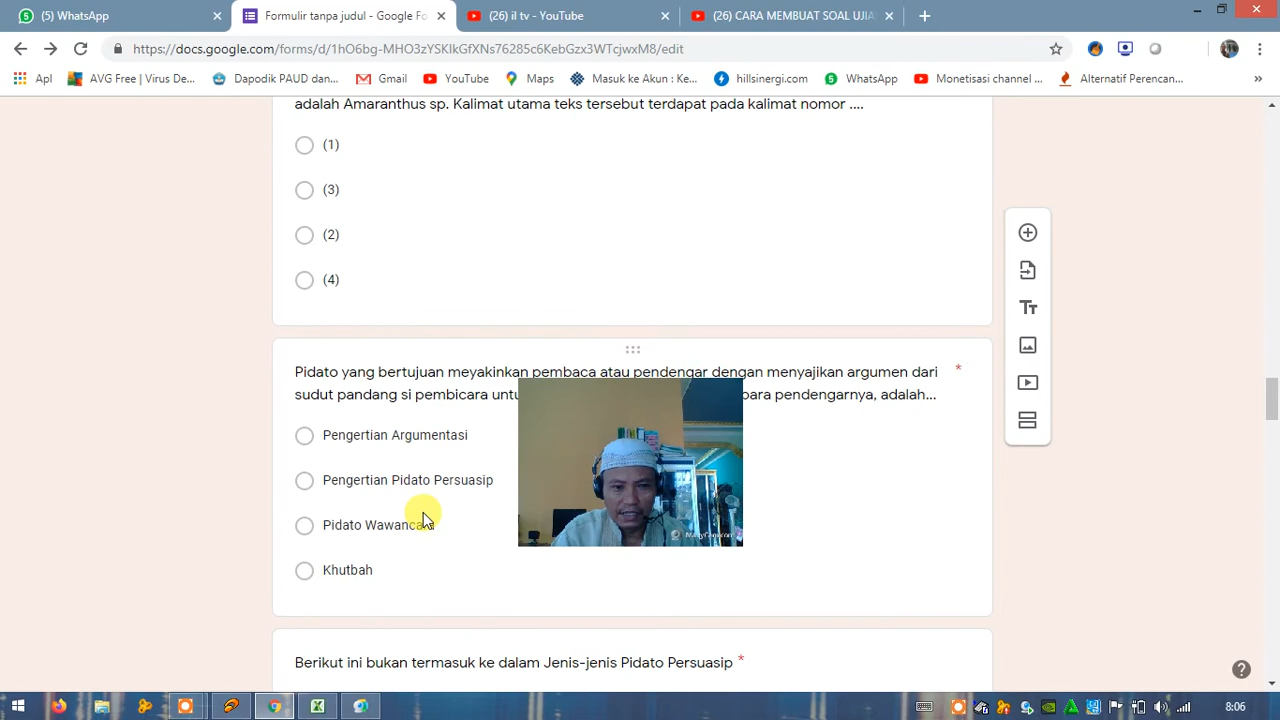 (5) WhatsApp
Formulir tanpa judul - Google Fo
(26) il tv - YouTube
(26) CARA MEMBUAT SOAL UJIA
https://docs.google.com/forms/d/1hO6bg-MHO3zYSKIkGfXNs76285c6KebGzx3WTcjwxM8/edit
Apl
AVG Free | Virus De...
Dapodik PAUD dan...
Gmail
YouTube
Maps
Masuk ke Akun : Ke...
hillsinergi.com
WhatsApp
Monetisasi channel ...
Alternatif Perencan...
»
adalah Amaranthus sp. Kalimat utama teks tersebut terdapat pada kalimat nomor ....
(1)
(3)
(2)
(4)
Pidato yang bertujuan meyakinkan pembaca atau pendengar dengan menyajikan argumen dari *
sudut pandang si pembicara untu para pendengarnya, adalah...
Pengertian Argumentasi
Pengertian Pidato Persuasip
Pidato Wawancara
Khutbah
Berikut ini bukan termasuk ke dalam Jenis-jenis Pidato Persuasip *
8:06